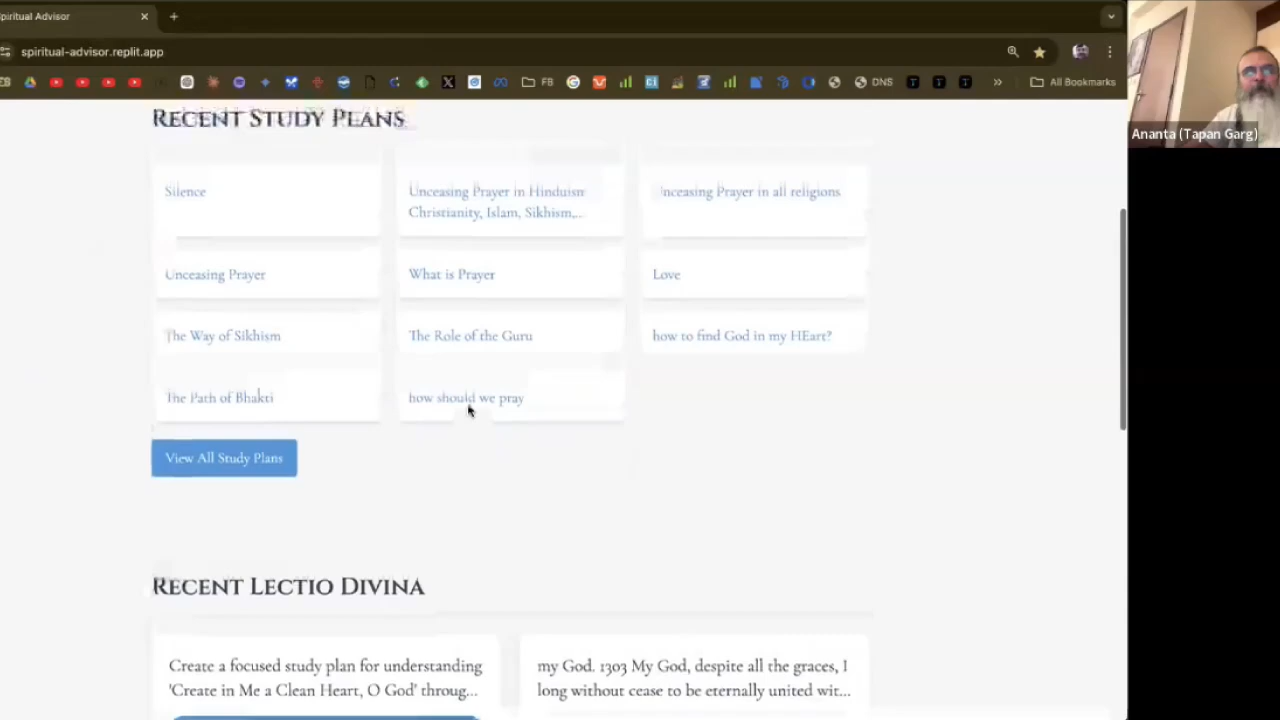 Spiritual Advisor
spiritual-advisor.replit.app
FB
DNS
All Bookmarks
Ananta (Tapan Garg)
Recent Study Plans
Silence
Unceasing Prayer in Hinduism
Christianity, Islam, Sikhism,...
Unceasing Prayer in all religions
Unceasing Prayer
What is Prayer
Love
The Way of Sikhism
The Role of the Guru
how to find God in my HEart?
The Path of Bhakti
how should we pray
View All Study Plans
Recent Lectio Divina
Create a focused study plan for understanding
'Create in Me a Clean Heart, O God' throug...
my God. 1303 My God, despite all the graces, I
long without cease to be eternally united wit...